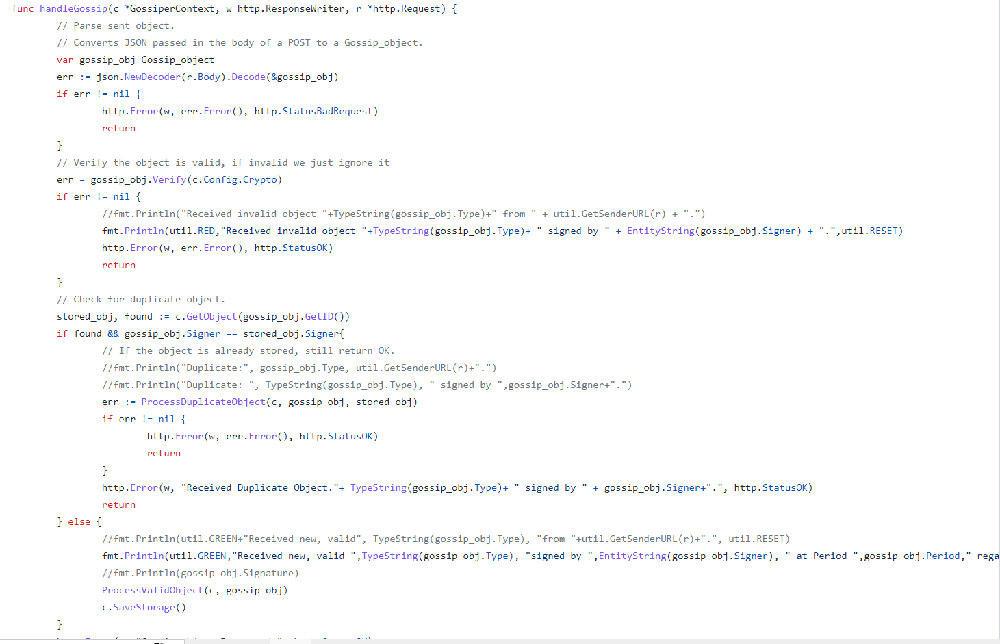 func handleGossip(c *GossiperContext, w http.ResponseWriter, r *http.Request) {
// Parse sent object.
// Converts JSON passed in the body of a POST to a Gossip_object.
var gossip_obj Gossip_object
err := json.NewDecoder(r.Body).Decode(&gossip_obj)
if err != nil {
http.Error(w, err.Error(), http.StatusBadRequest)
return
}
// Verify the object is valid, if invalid we just ignore it
err = gossip_obj.Verify(c.Config.Crypto)
if err != nil {
//fmt.Println("Received invalid object "+TypeString(gossip_obj.Type)+" from " + util.GetSenderURL(r) + ".")
fmt.Println(util.RED,"Received invalid object "+TypeString(gossip_obj.Type)+ " signed by " + EntityString(gossip_obj.Signer) + ".",util.RESET)
http.Error(w, err.Error(), http.StatusOK)
return
}
// Check for duplicate object.
stored_obj, found := c.GetObject(gossip_obj.GetID())
if found && gossip_obj.Signer == stored_obj.Signer{
// If the object is already stored, still return OK.
//fmt.Println("Duplicate:", gossip_obj.Type, util.GetSenderURL(r)+".")
//fmt.Println("Duplicate: ", TypeString(gossip_obj.Type), " signed by ",gossip_obj.Signer+".")
err := ProcessDuplicateObject(c, gossip_obj, stored_obj)
if err != nil {
http.Error(w, err.Error(), http.StatusOK)
return
}
http.Error(w, "Received Duplicate Object."+ TypeString(gossip_obj.Type)+ " signed by " + gossip_obj.Signer+".", http.StatusOK)
return
} else {
//fmt.Println(util.GREEN+"Received new, valid", TypeString(gossip_obj.Type), "from "+util.GetSenderURL(r)+".", util.RESET)
fmt.Println(util.GREEN,"Received new, valid ",TypeString(gossip_obj.Type), "signed by ",EntityString(gossip_obj.Signer), " at Period ",gossip_obj.Period," rega
//fmt.Println(gossip_obj.Signature)
ProcessValidObject(c, gossip_obj)
c.SaveStorage()
}